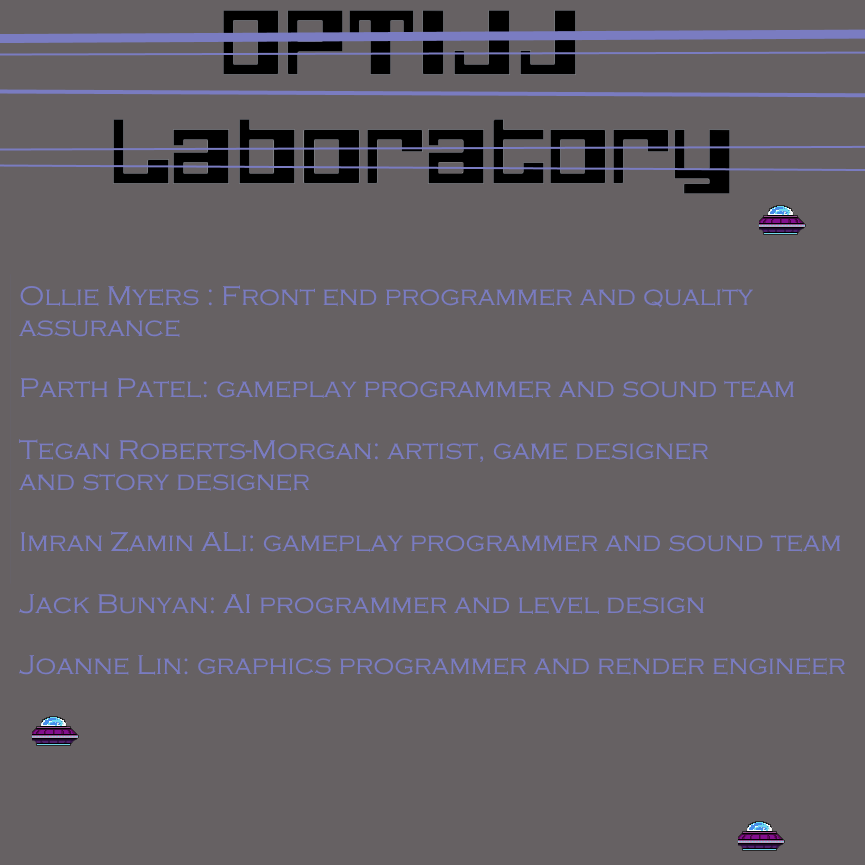 OPTIJJ
Laboratory
Ollie Myers : Front end programmer and quality
assurance
Parth Patel: gameplay programmer and sound team
Tegan Roberts-Morgan: artist, game designer
and story designer
Imran Zamin ALi: gameplay programmer and sound team
Jack Bunyan: AI programmer and level design
Joanne Lin: graphics programmer and render engineer